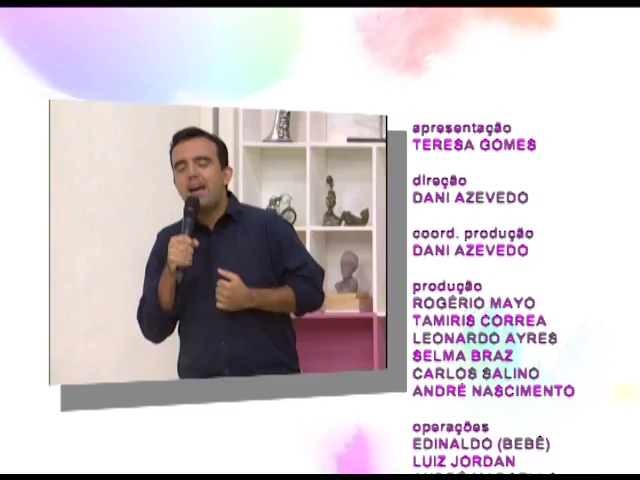 apresentação
TERESA GOMES
direção
DANI AZEVEDO
coord. produção
DANI AZEVEDO
produção
ROGÉRIO MAYO
TAMIRIS CORREA
LEONARDO AYRES
SELMA BRAZ
CARLOS SALINO
ANDRÉ NASCIMENTO
operações
EDINALDO (BEBÊ)
LUIZ JORDAN